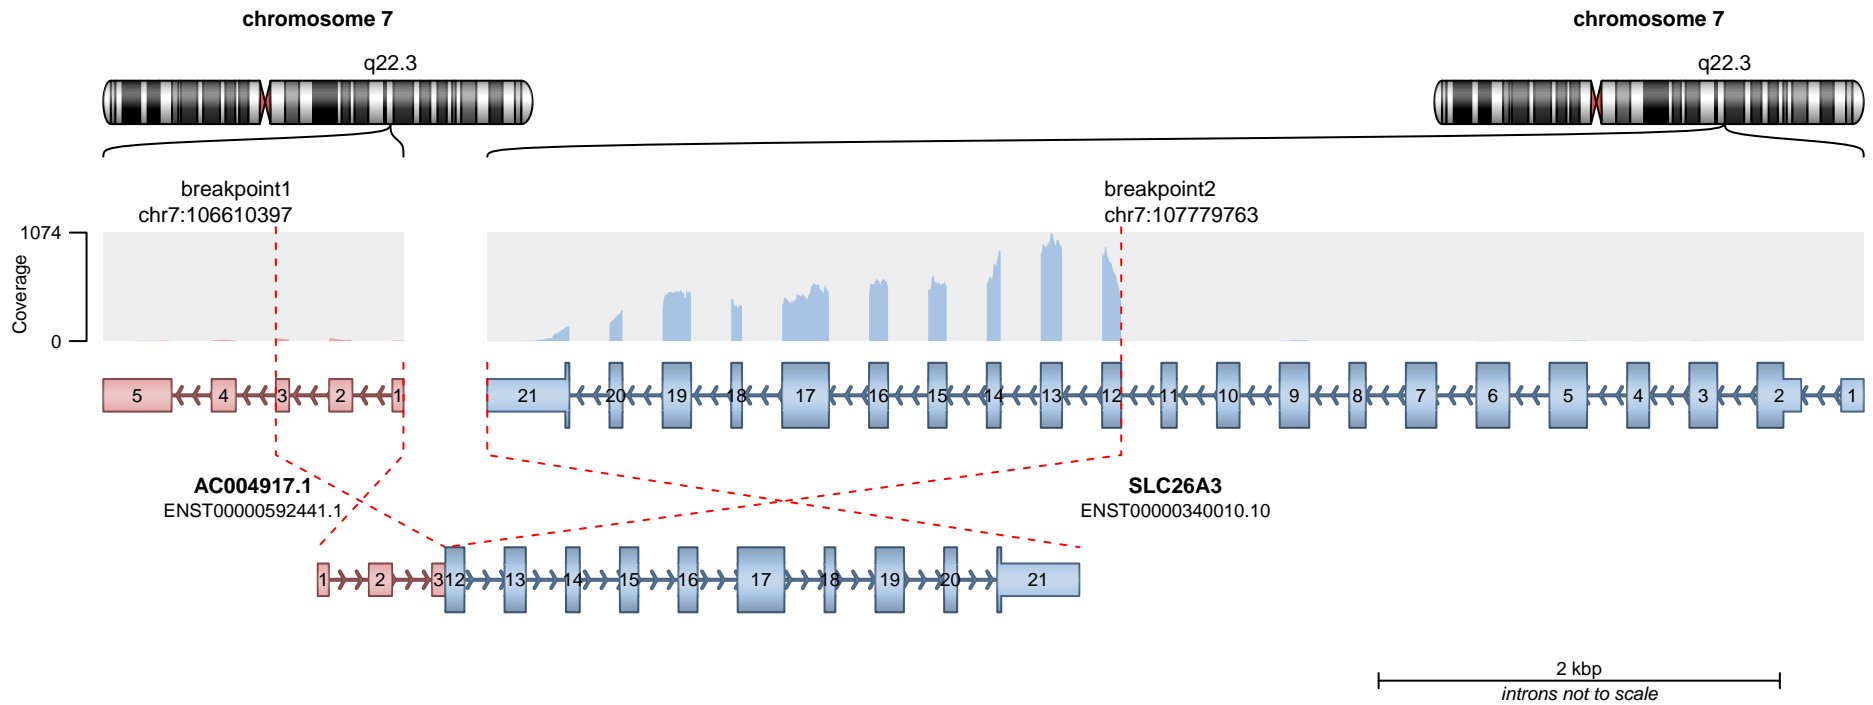 chromosome 7
chromosome 7
q22.3
q22.3
breakpoint1
chr7:106610397
breakpoint2
chr7:107779763
1074
Coverage
0
5 4 3 2 1
21 20 19 18 17 16 15 14 13 12 11 10 9 8 7 6 5 4 3 2 1
AC004917.1
ENST00000592441.1
SLC26A3
ENST00000340010.10
1 2 3 12 13 14 15 16 17 18 19 20 21
2 kbp
introns not to scale